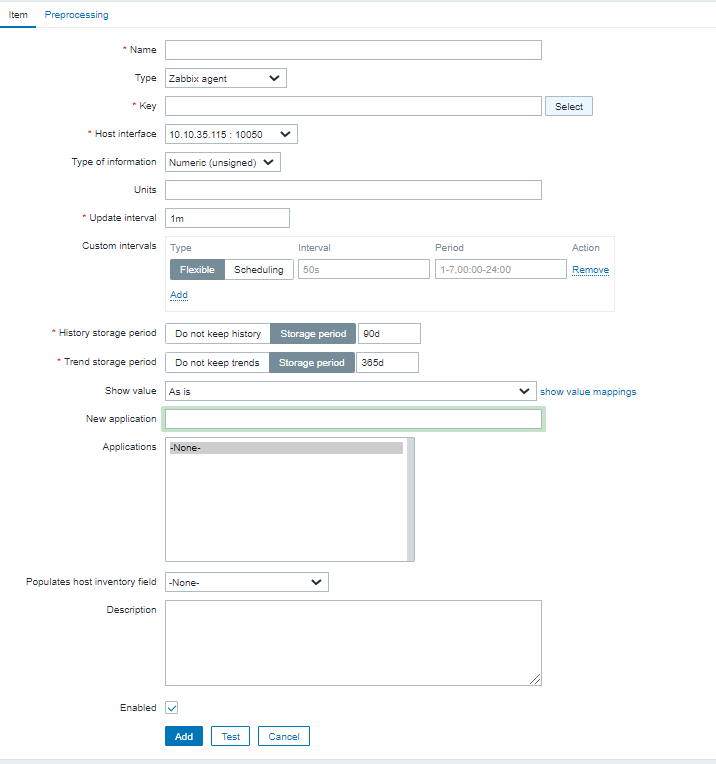 Item Preprocessing
* Name
Type Zabbix agent
* Key Select
* Host interface 10.10.35.115 : 10050
Type of information Numeric (unsigned)
Units
* Update interval 1m
Custom intervals Type Interval Period Action
Flexible Scheduling 50s 1-7,00:00-24:00 Remove
Add
* History storage period Do not keep history Storage period 90d
* Trend storage period Do not keep trends Storage period 365d
Show value As is show value mappings
New application
Applications -None-
Populates host inventory field -None-
Description
Enabled
Add Test Cancel